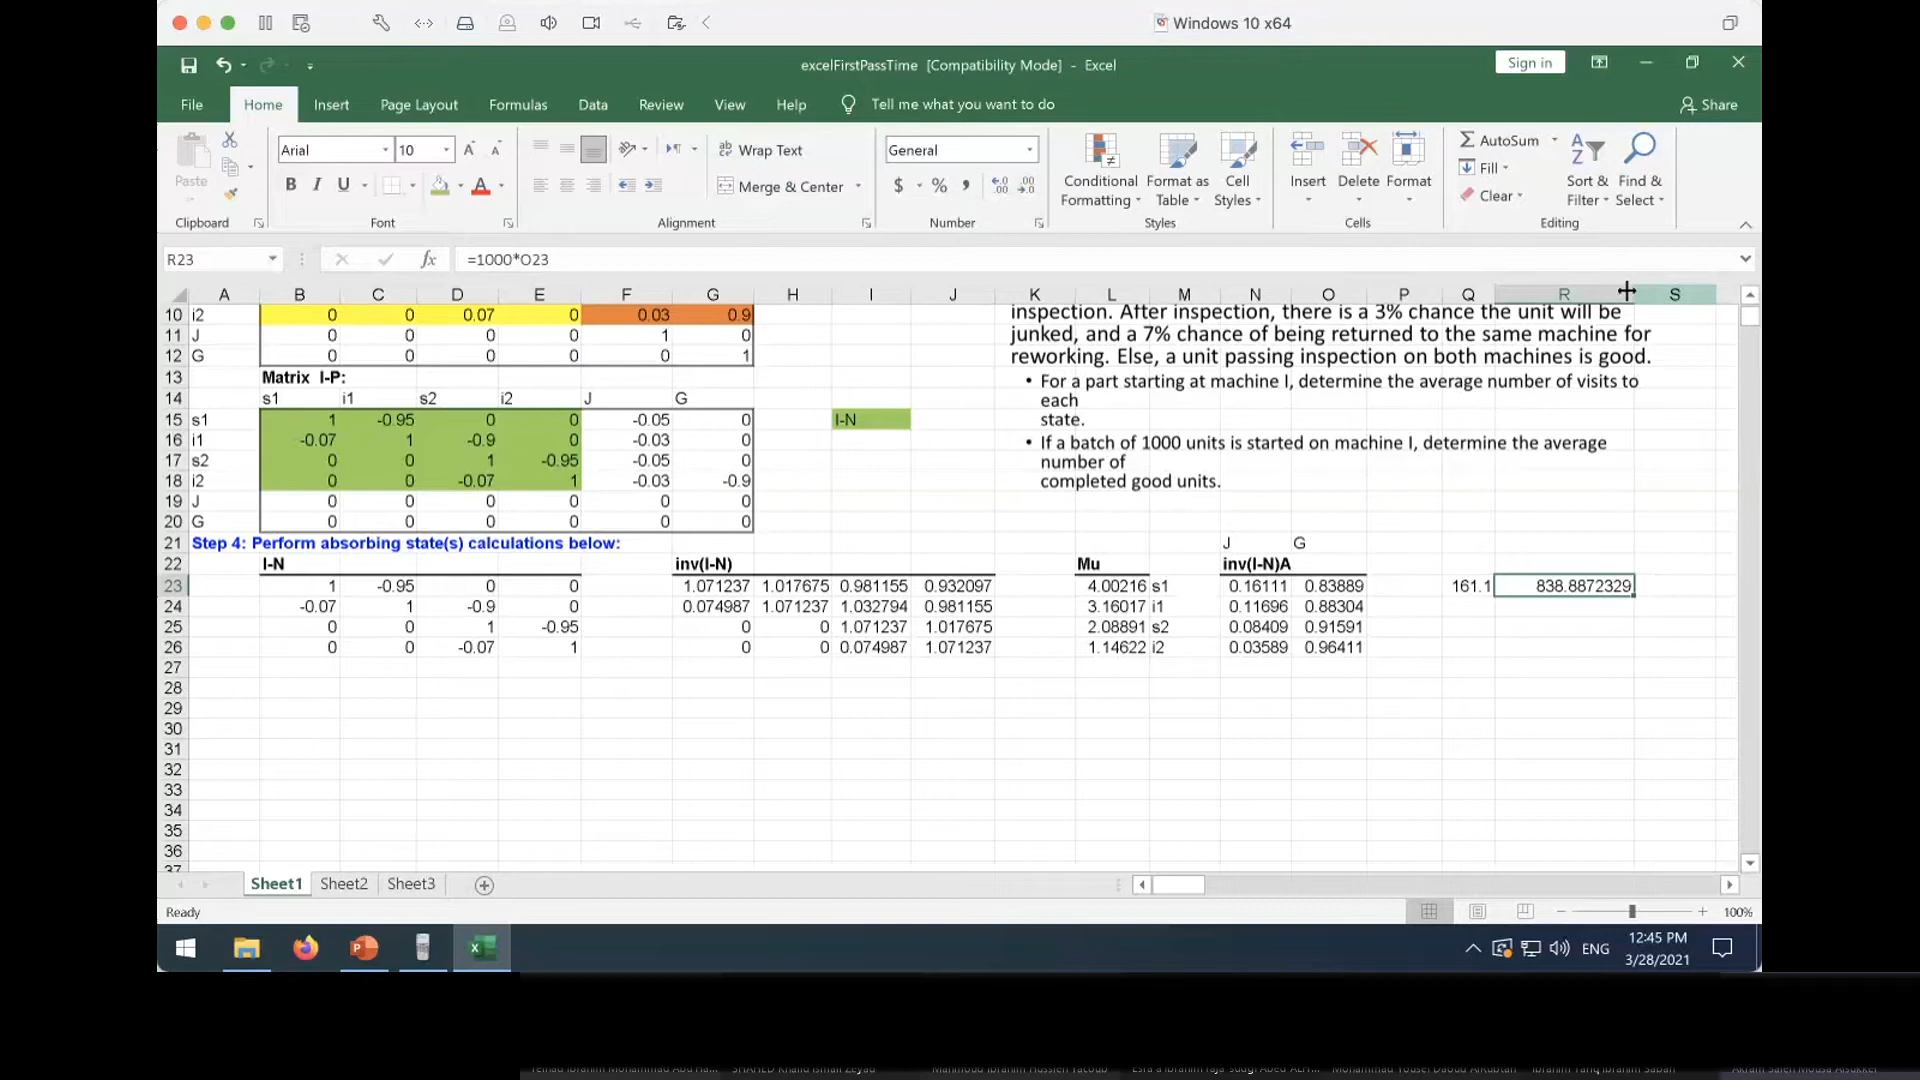 Windows 10 x64
excelFirstPassTime [Compatibility Mode] - Excel
Sign in
File Home Insert Page Layout Formulas Data Review View Help Tell me what you want to do Share
Paste
Arial 10
B I U A
Wrap Text
Merge & Center
General
$ % ,
Conditional Formatting
Format as Table
Cell Styles
Insert Delete Format
AutoSum
Fill
Clear
Sort & Filter
Find & Select
Clipboard Font Alignment Number Styles Cells Editing
R23 fx =1000*O23
A B C D E F G H I J K L M N O P Q R S
inspection. After inspection, there is a 3% chance the unit will be
junked, and a 7% chance of being returned to the same machine for
reworking. Else, a unit passing inspection on both machines is good.
• For a part starting at machine I, determine the average number of visits to
each
state.
• If a batch of 1000 units is started on machine I, determine the average
number of
completed good units.
10 i2 0 0 0.07 0 0.03 0.9
11 J 0 0 0 0 1 0
12 G 0 0 0 0 0 1
13 Matrix I-P:
14 s1 i1 s2 i2 J G
15 s1 1 -0.95 0 0 -0.05 0 I-N
16 i1 -0.07 1 -0.9 0 -0.03 0
17 s2 0 0 1 -0.95 -0.05 0
18 i2 0 0 -0.07 1 -0.03 -0.9
19 J 0 0 0 0 0 0
20 G 0 0 0 0 0 0
21 Step 4: Perform absorbing state(s) calculations below: J G
22 I-N inv(I-N) Mu inv(I-N)A
23 1 -0.95 0 0 1.071237 1.017675 0.981155 0.932097 4.00216 s1 0.16111 0.83889 161.1 838.8872329
24 -0.07 1 -0.9 0 0.074987 1.071237 1.032794 0.981155 3.16017 i1 0.11696 0.88304
25 0 0 1 -0.95 0 0 1.071237 1.017675 2.08891 s2 0.08409 0.91591
26 0 0 -0.07 1 0 0 0.074987 1.071237 1.14622 i2 0.03589 0.96411
27
28
29
30
31
32
33
34
35
36
37
Sheet1 Sheet2 Sheet3
Ready
100%
ENG
12:45 PM
3/28/2021